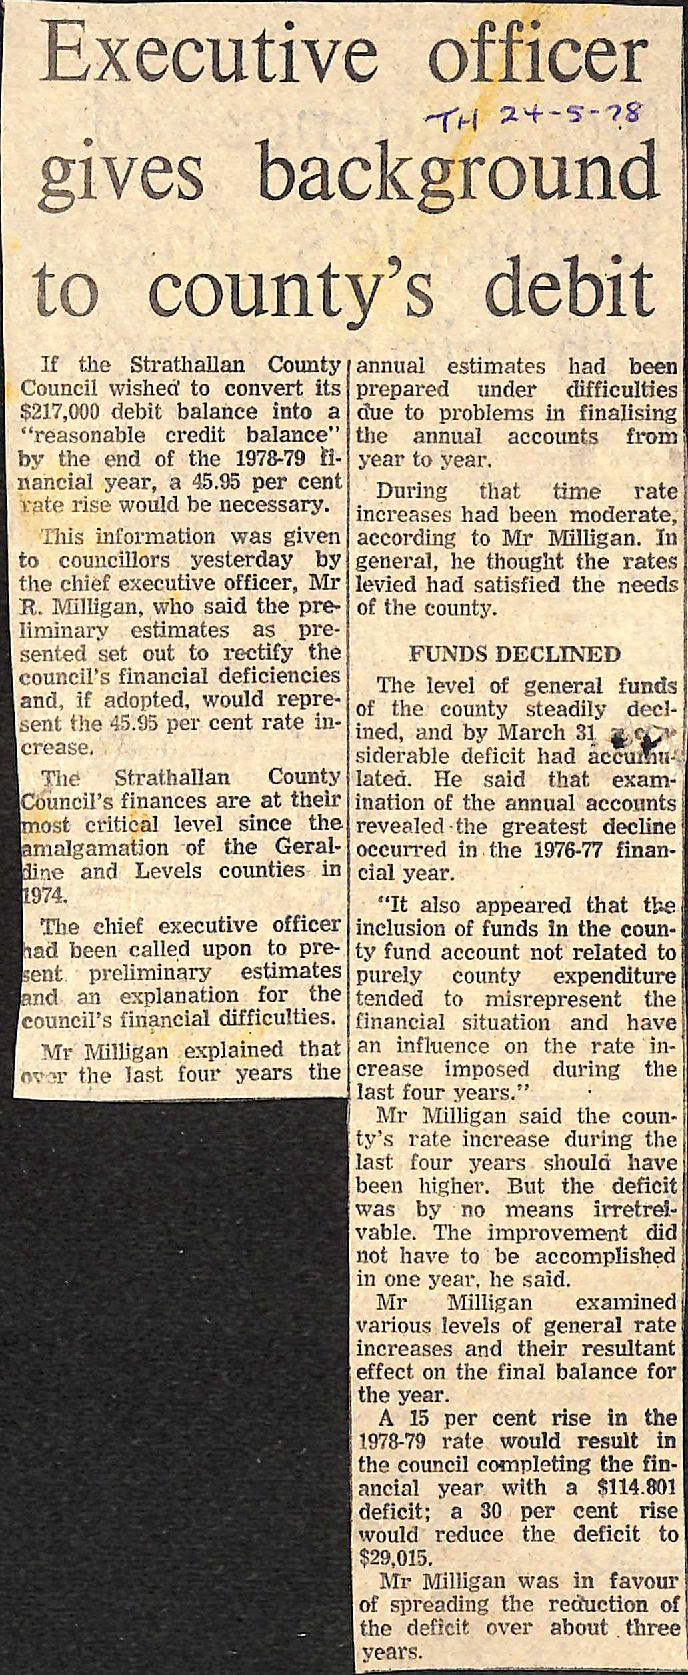 Executive officer
TH 24-5-78
gives background
to county's debit
If the Strathallan County
Council wished to convert its
$217,000 debit balance into a
"reasonable credit balance"
by the end of the 1978-79 fi-
nancial year, a 45.95 per cent
rate rise would be necessary.
This information was given
to councillors yesterday by
the chief executive officer, Mr
R. Milligan, who said the pre-
liminary estimates as pre-
sented set out to rectify the
council's financial deficiencies
and, if adopted, would repre-
sent the 45.95 per cent rate in-
crease.
The Strathallan County
Council's finances are at their
most critical level since the
amalgamation of the Geral-
dine and Levels counties in
1974.
The chief executive officer
had been called upon to pre-
sent preliminary estimates
and an explanation for the
council's financial difficulties.
Mr Milligan explained that
over the last four years the
annual estimates had been
prepared under difficulties
due to problems in finalising
the annual accounts from
year to year.
During that time rate
increases had been moderate,
according to Mr Milligan. In
general, he thought the rates
levied had satisfied the needs
of the county.
FUNDS DECLINED
The level of general funds
of the county steadily decl-
ined, and by March 31
siderable deficit had accumu-
lated. He said that exam-
ination of the annual accounts
revealed the greatest decline
occurred in the 1976-77 finan-
cial year.
"It also appeared that the
inclusion of funds in the coun-
ty fund account not related to
purely county expenditure
tended to misrepresent the
financial situation and have
an influence on the rate in-
crease imposed during the
last four years."
Mr Milligan said the coun-
ty's rate increase during the
last four years should have
been higher. But the deficit
was by no means irretrei-
vable. The improvement did
not have to be accomplished
in one year, he said.
Mr Milligan examined
various levels of general rate
increases and their resultant
effect on the final balance for
the year.
A 15 per cent rise in the
1978-79 rate would result in
the council completing the fin-
ancial year with a $114.801
deficit; a 30 per cent rise
would reduce the deficit to
$29,015.
Mr Milligan was in favour
of spreading the reduction of
the deficit over about three
years.